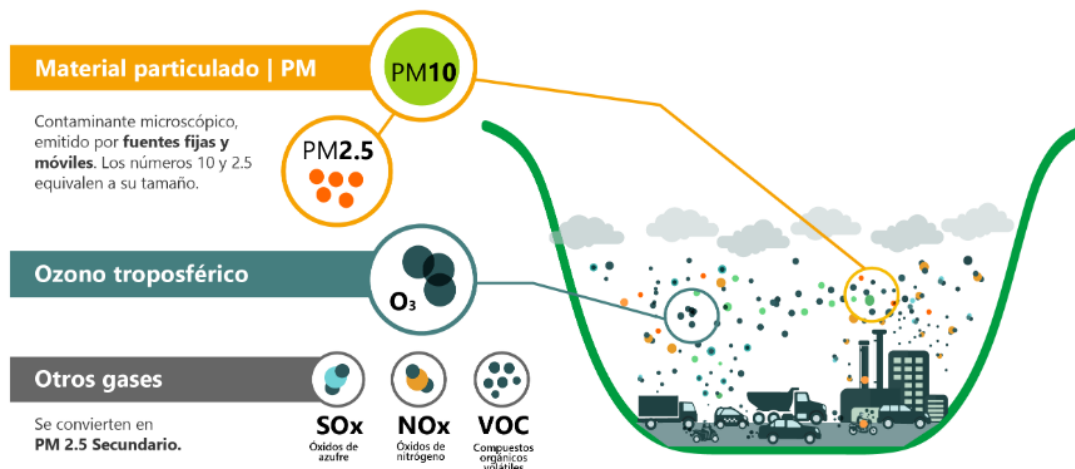 Material particulado | PM
PM10
Contaminante microscópico,
emitido por fuentes fijas y
móviles. Los números 10 y 2.5
equivalen a su tamaño.
PM2.5
Ozono troposférico
O₃
Otros gases
Se convierten en
PM 2.5 Secundario.
SOx
Óxidos de
azufre
NOx
Óxidos de
nitrógeno
VOC
Compuestos
orgánicos
volátiles